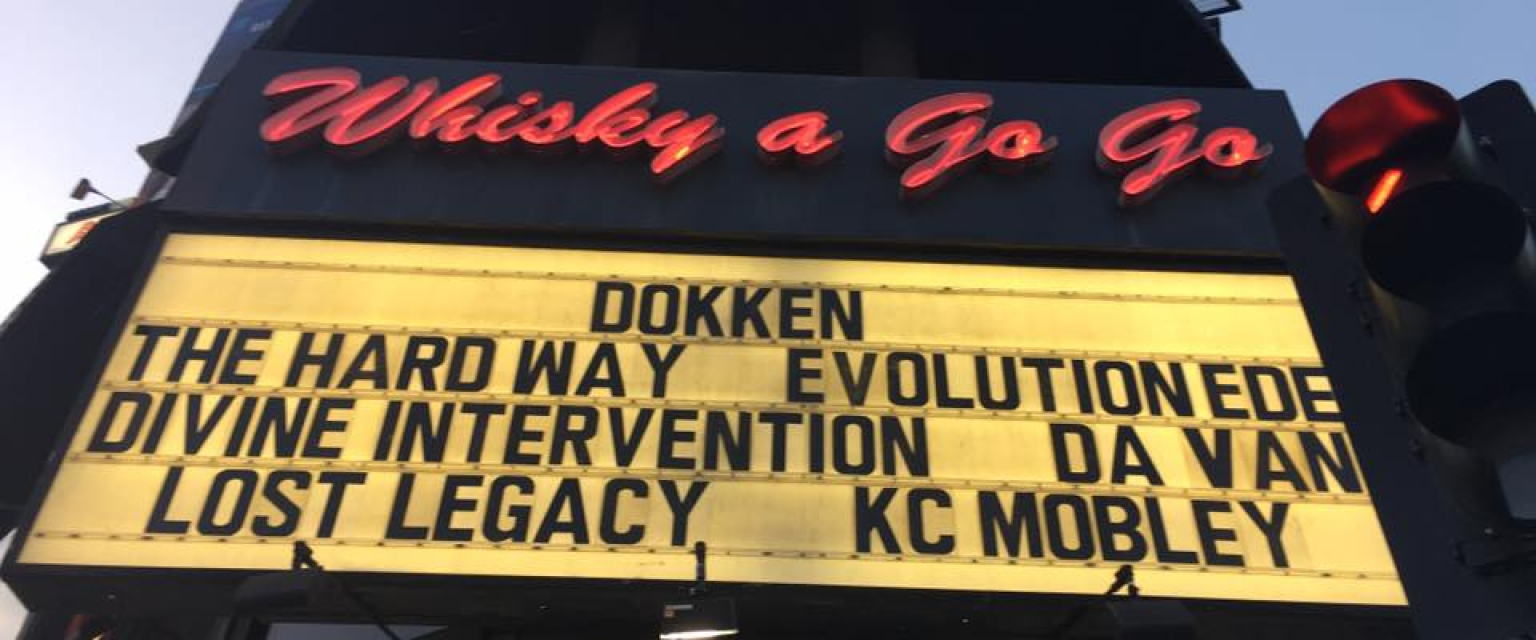 Whisky a Go Go
DOKKEN
THE HARD WAY EVOLUTION EDE
DIVINE INTERVENTION DA VAN
LOST LEGACY KC MOBLEY